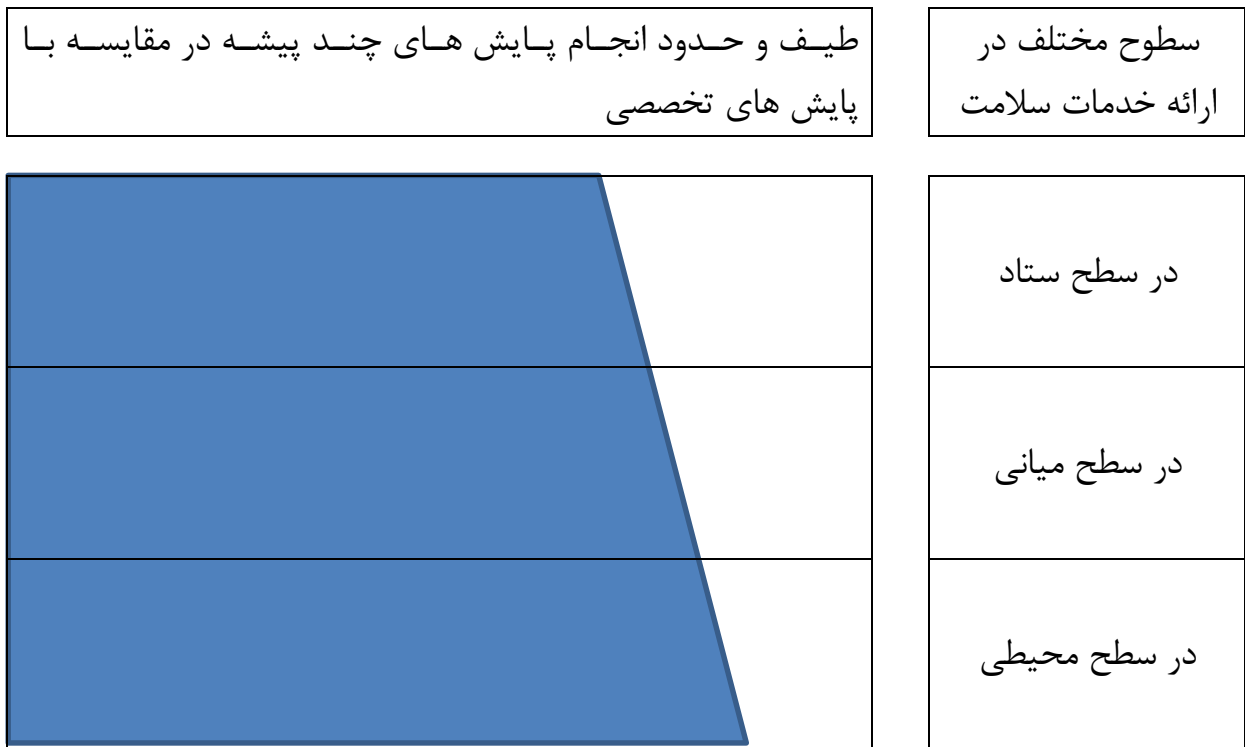 سطوح مختلف در
ارائه خدمات سلامت
طیف و حدود انجام پایش های چند پیشه در مقایسه با
پایش های تخصصی
در سطح ستاد
در سطح میانی
در سطح محیطی